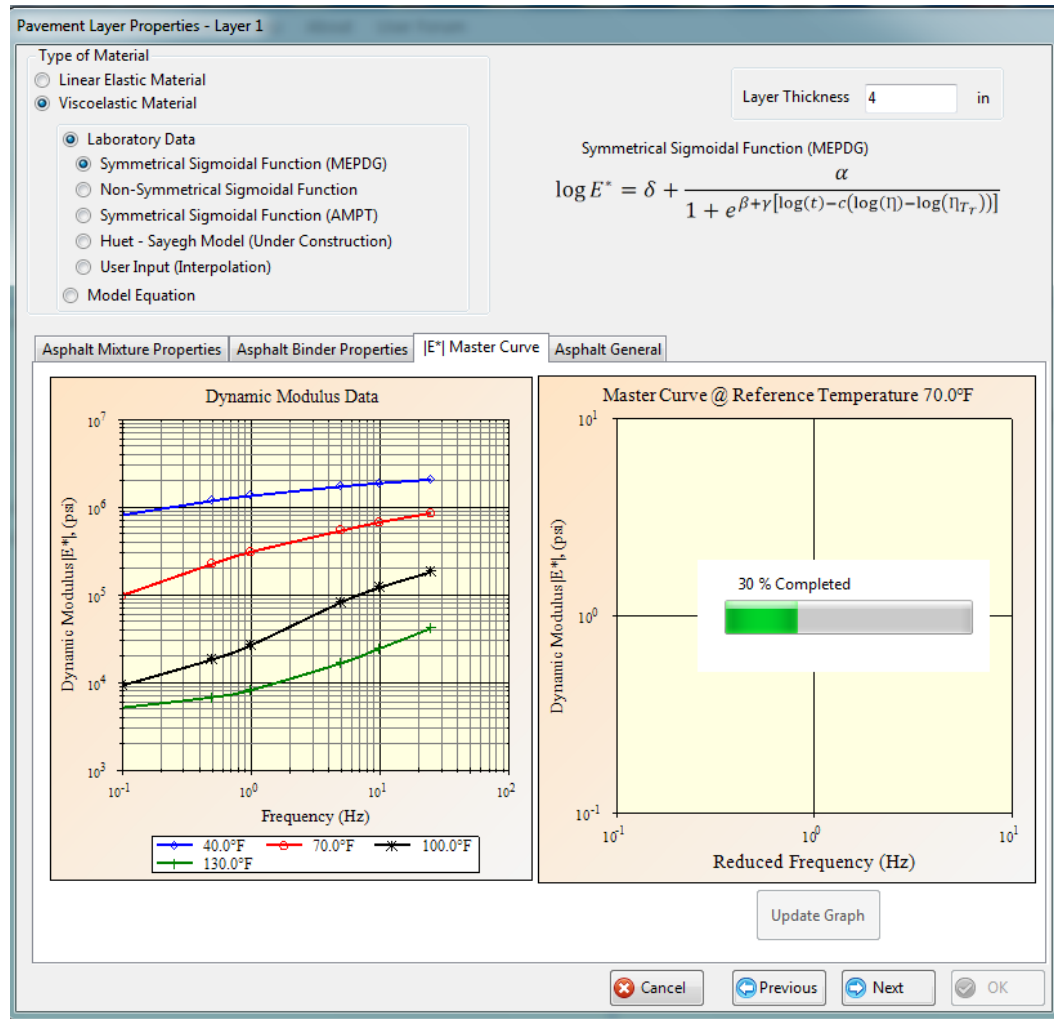 Pavement Layer Properties - Layer 1
Type of Material
Linear Elastic Material
Viscoelastic Material
Laboratory Data
Symmetrical Sigmoidal Function (MEPDG)
Non-Symmetrical Sigmoidal Function
Symmetrical Sigmoidal Function (AMPT)
Huet - Sayegh Model (Under Construction)
User Input (Interpolation)
Model Equation
Layer Thickness 4 in
Symmetrical Sigmoidal Function (MEPDG)
log E* = δ + α / 1 + e^{β+γ[log(t)−c(log(η)−log(η_{T_r}))]}
Asphalt Mixture Properties Asphalt Binder Properties |E*| Master Curve Asphalt General
Dynamic Modulus Data
Dynamic Modulus|E*|, (psi)
10^7
10^6
10^5
10^4
10^3
10^-1 10^0 10^1 10^2
Frequency (Hz)
40.0°F 70.0°F 100.0°F
130.0°F
Master Curve @ Reference Temperature 70.0°F
Dynamic Modulus|E*|, (psi)
10^1
10^0
10^-1
30 % Completed
10^-1 10^0 10^1
Reduced Frequency (Hz)
Update Graph
Cancel Previous Next OK